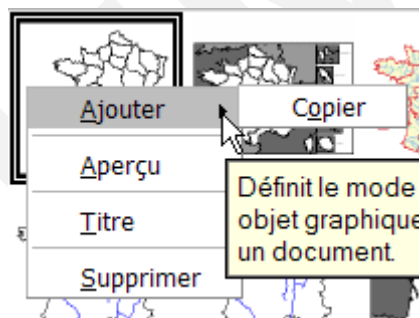 Ajouter
Copier
Aperçu
Titre
Supprimer
Définit le mode
objet graphique
un document.